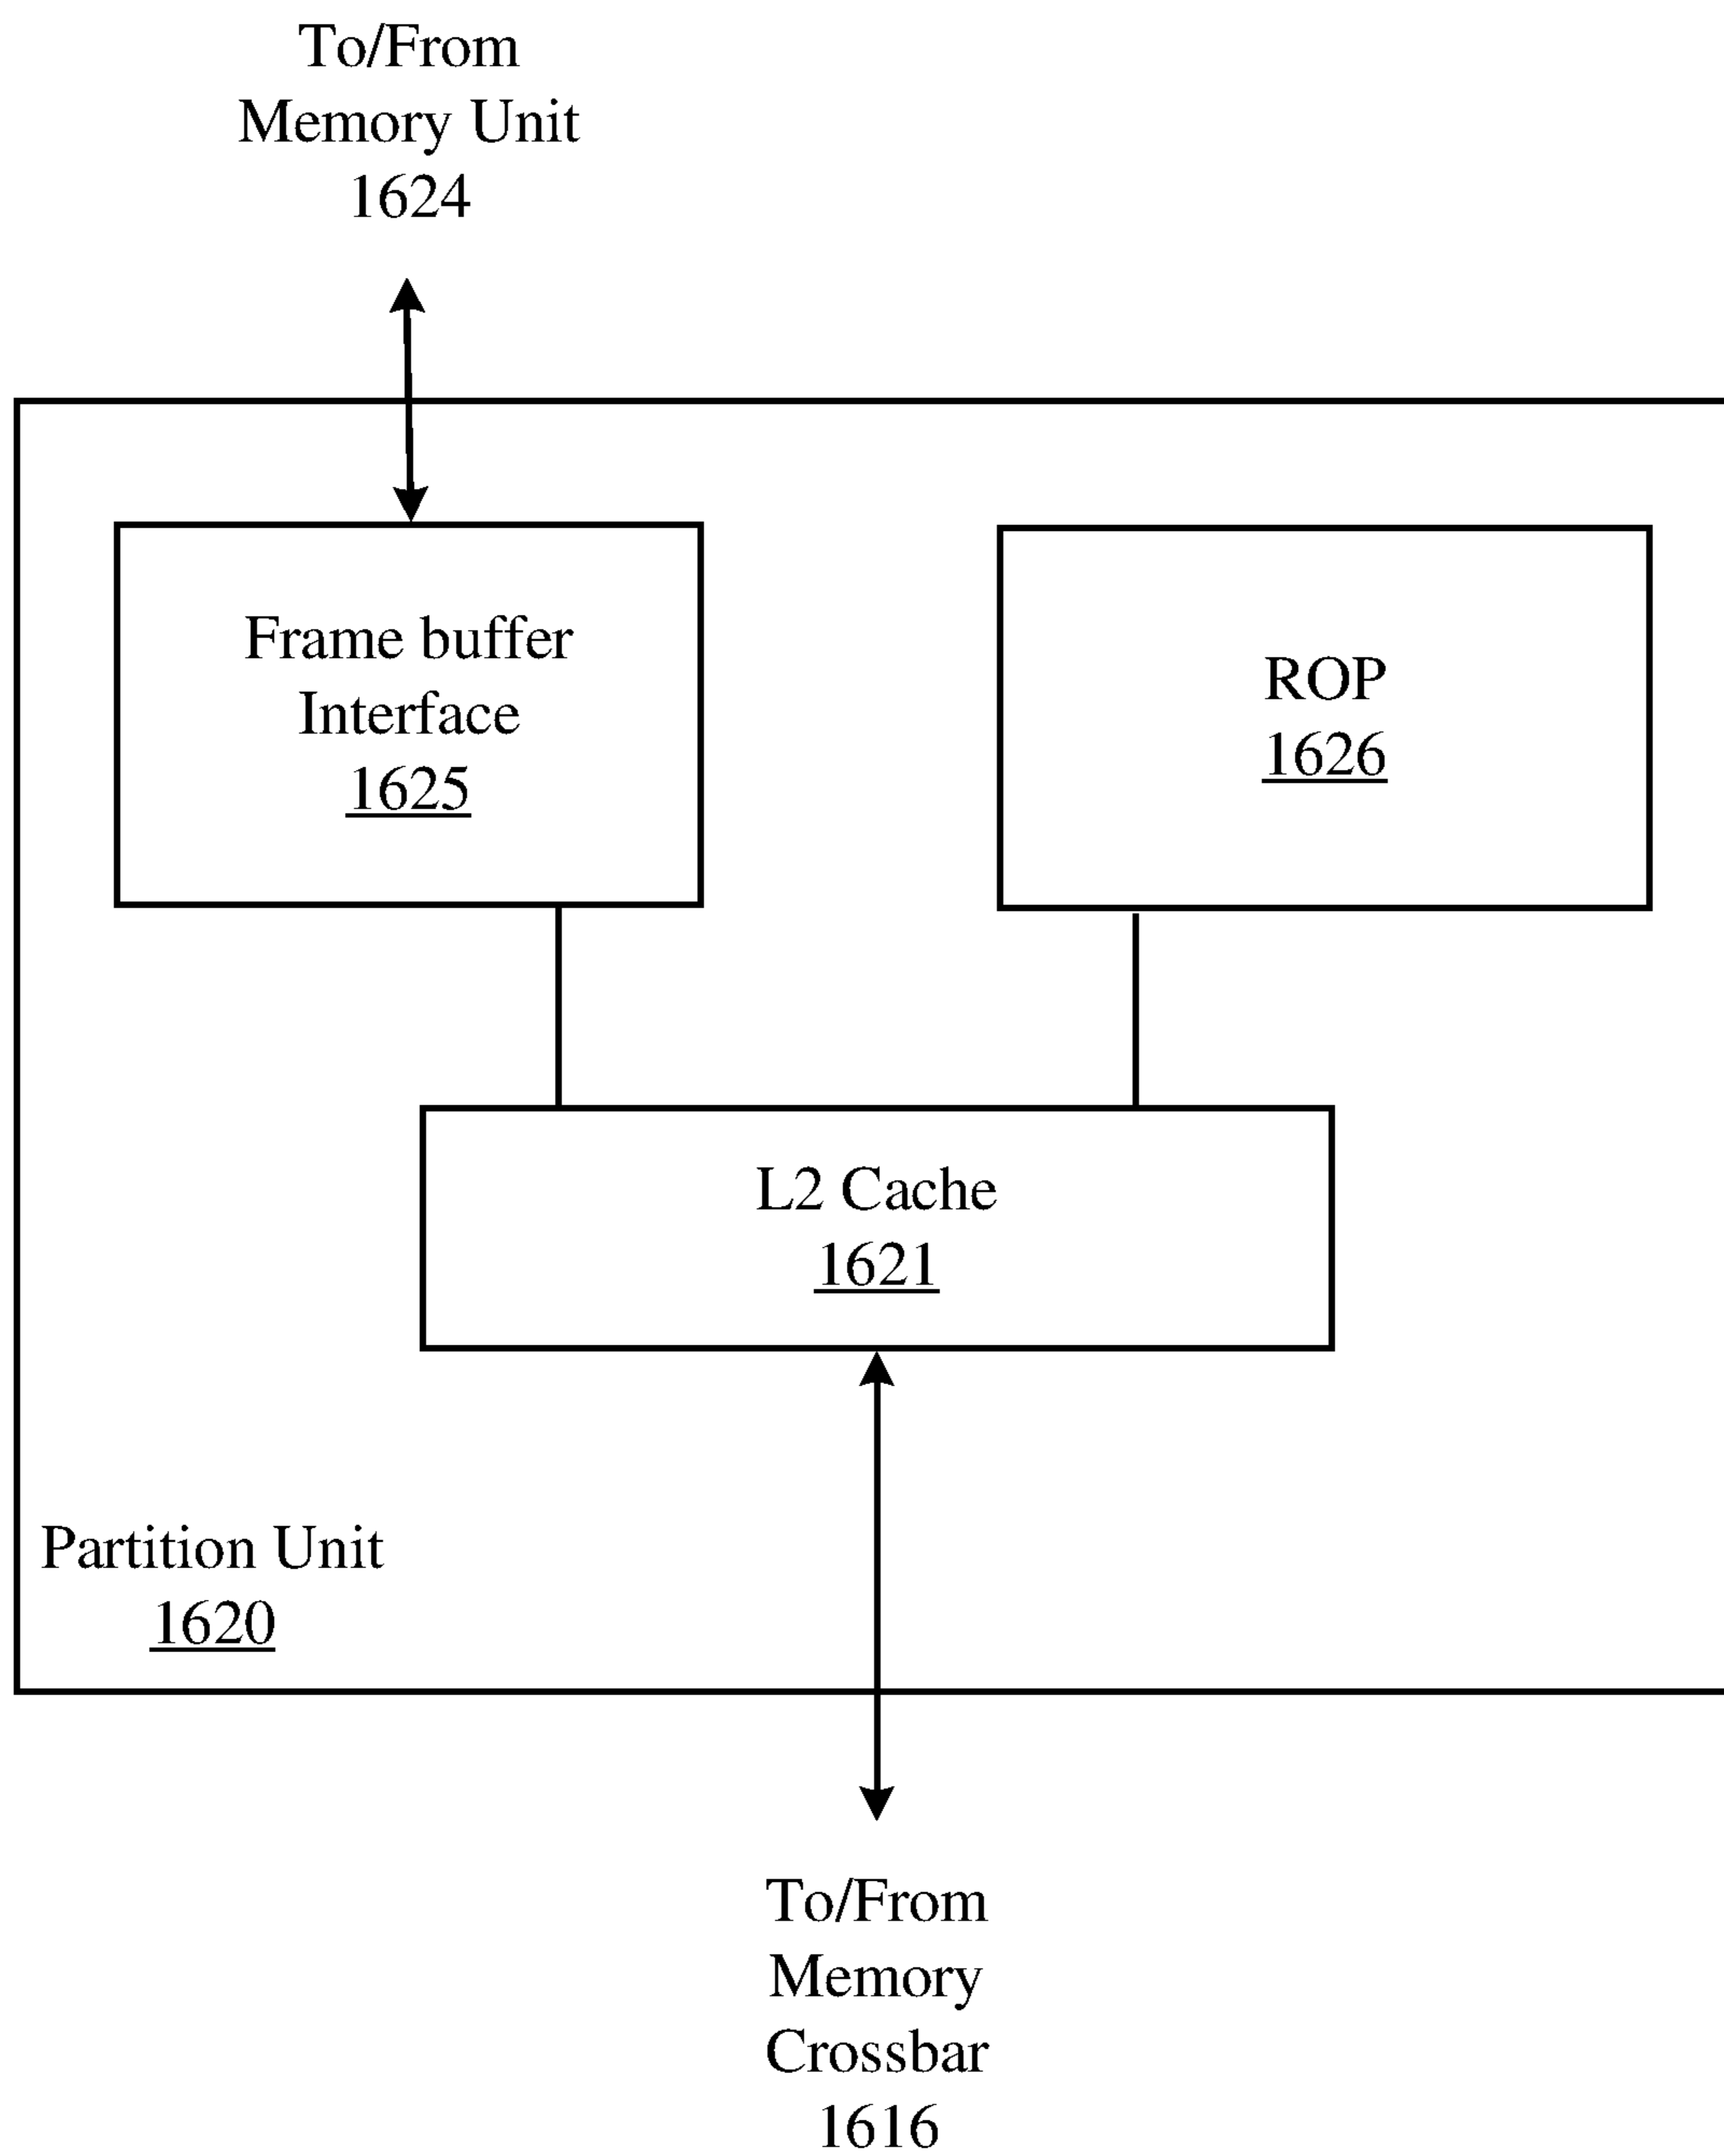 To/From
Memory Unit
1624
Frame buffer
Interface
1625
ROP
1626
L2 Cache
1621
Partition Unit
1620
To/From
Memory
Crossbar
1616